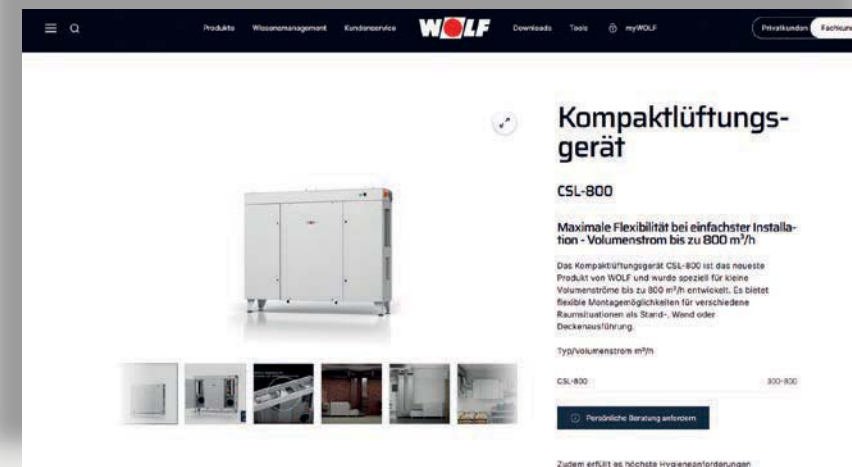 Produkte Wissensmanagement Kundenservice WOLF Downloads Tools myWOLF Privatkunden Fachkun
Kompaktlüftungs-
gerät
CSL-800
Maximale Flexibilität bei einfachster Installa-
tion - Volumenstrom bis zu 800 m³/h
Das Kompaktlüftungsgerät CSL-800 ist das neueste
Produkt von WOLF und wurde speziell für kleine
Volumenströme bis zu 800 m³/h entwickelt. Es bietet
flexible Montagemöglichkeiten für verschiedene
Raumsituationen als Stand-, Wand oder
Deckenausführung.
Typ/Volumenstrom m³/h
CSL-800 300-800
Persönliche Beratung anfordern
Zudem erfüllt es höchste Hygieneanforderungen